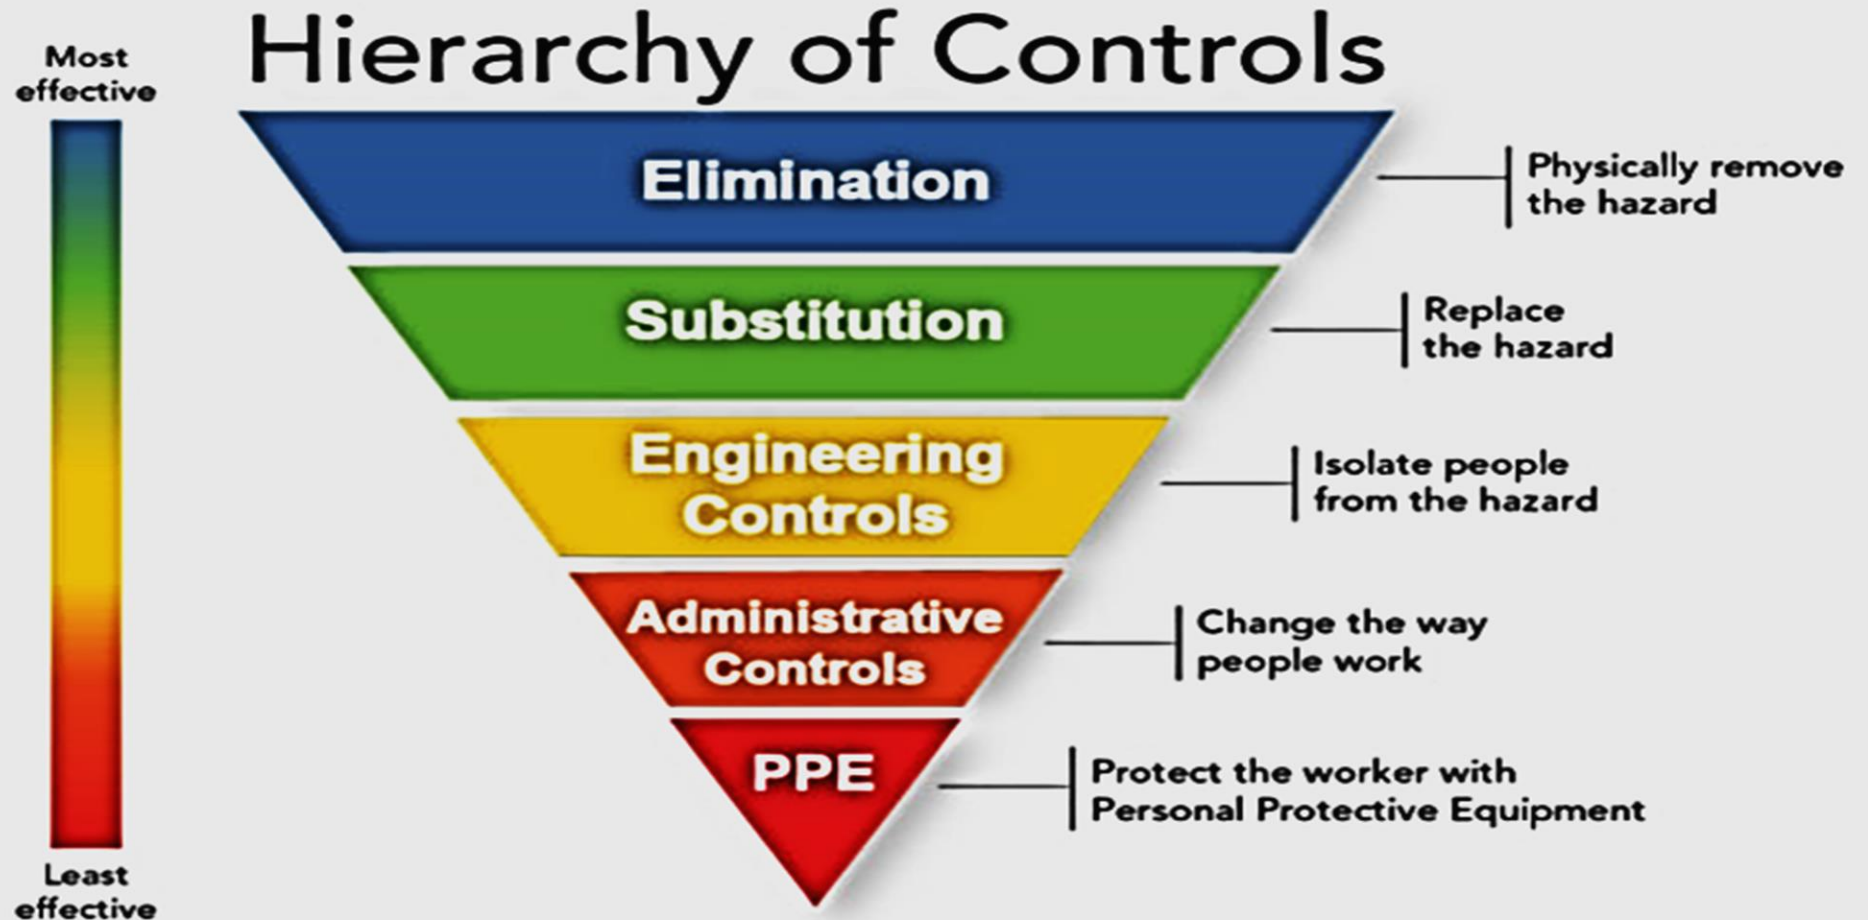 Hierarchy of Controls
Most
effective
Elimination
Physically remove
the hazard
Substitution
Replace
the hazard
Engineering
Controls
Isolate people
from the hazard
Administrative
Controls
Change the way
people work
PPE
Protect the worker with
Personal Protective Equipment
Least
effective